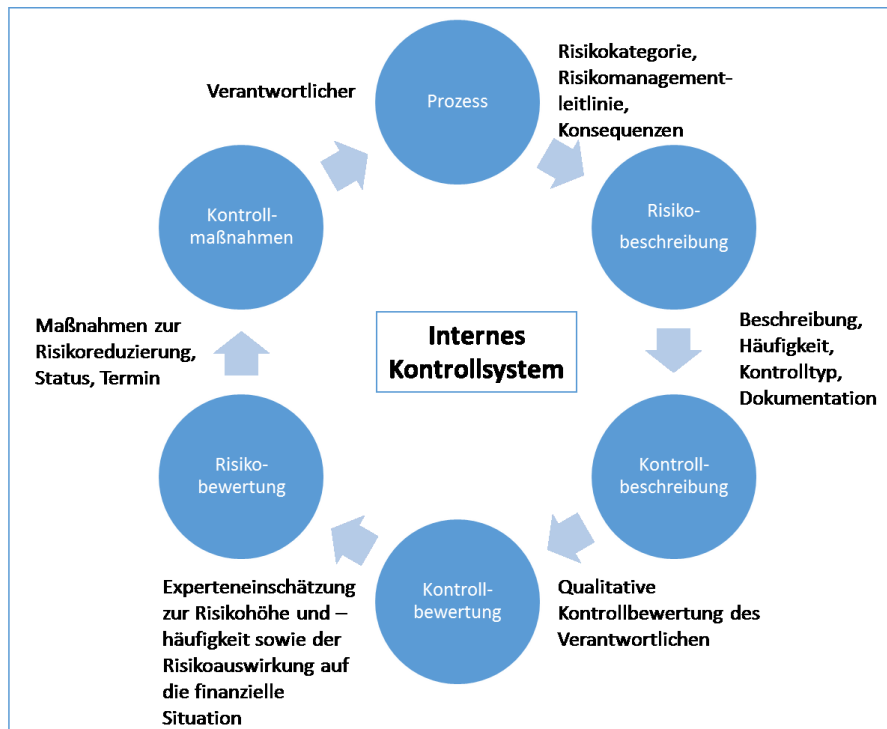 Prozess
Risikokategorie,
Risikomanagement-
leitlinie,
Konsequenzen
Risiko-
beschreibung
Beschreibung,
Häufigkeit,
Kontrolltyp,
Dokumentation
Kontroll-
beschreibung
Qualitative
Kontrollbewertung des
Verantwortlichen
Kontroll-
bewertung
Experteneinschätzung
zur Risikohöhe und –
häufigkeit sowie der
Risikoauswirkung auf
die finanzielle
Situation
Risiko-
bewertung
Maßnahmen zur
Risikoreduzierung,
Status, Termin
Kontroll-
maßnahmen
Verantwortlicher
Internes
Kontrollsystem